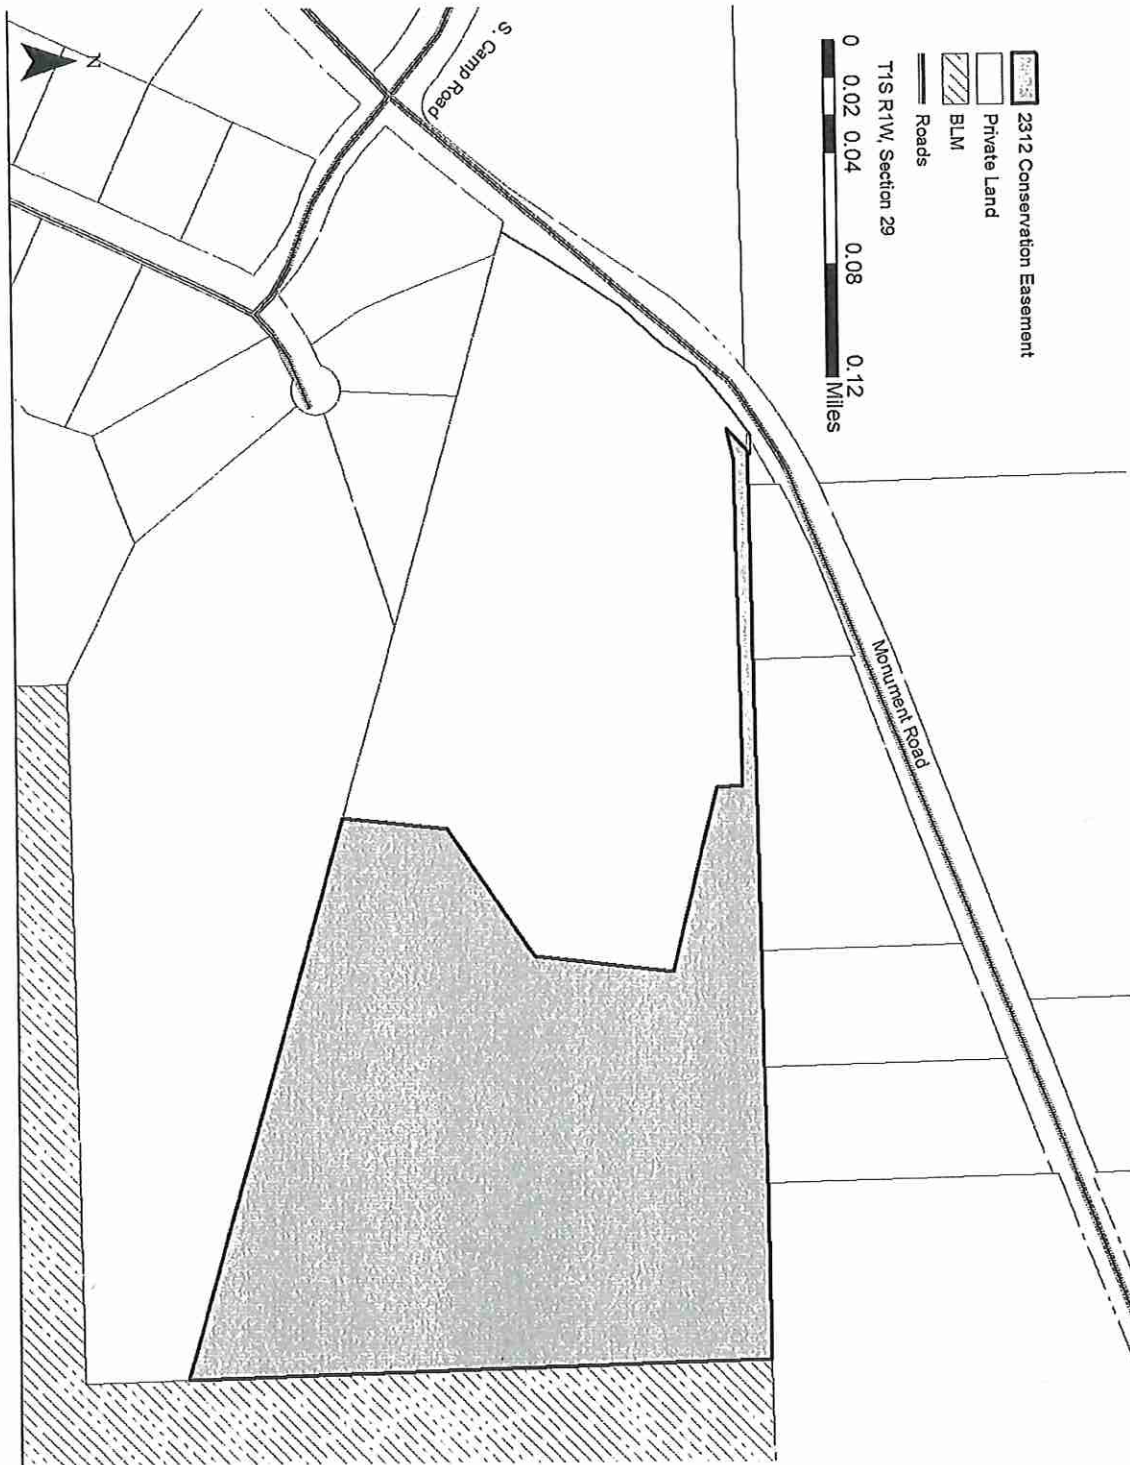 2312 Conservation Easement
Private Land
BLM
Roads
T1S R1W, Section 29
0 0.02 0.04 0.08 0.12
Miles
S. Camp Road
Monument Road
N